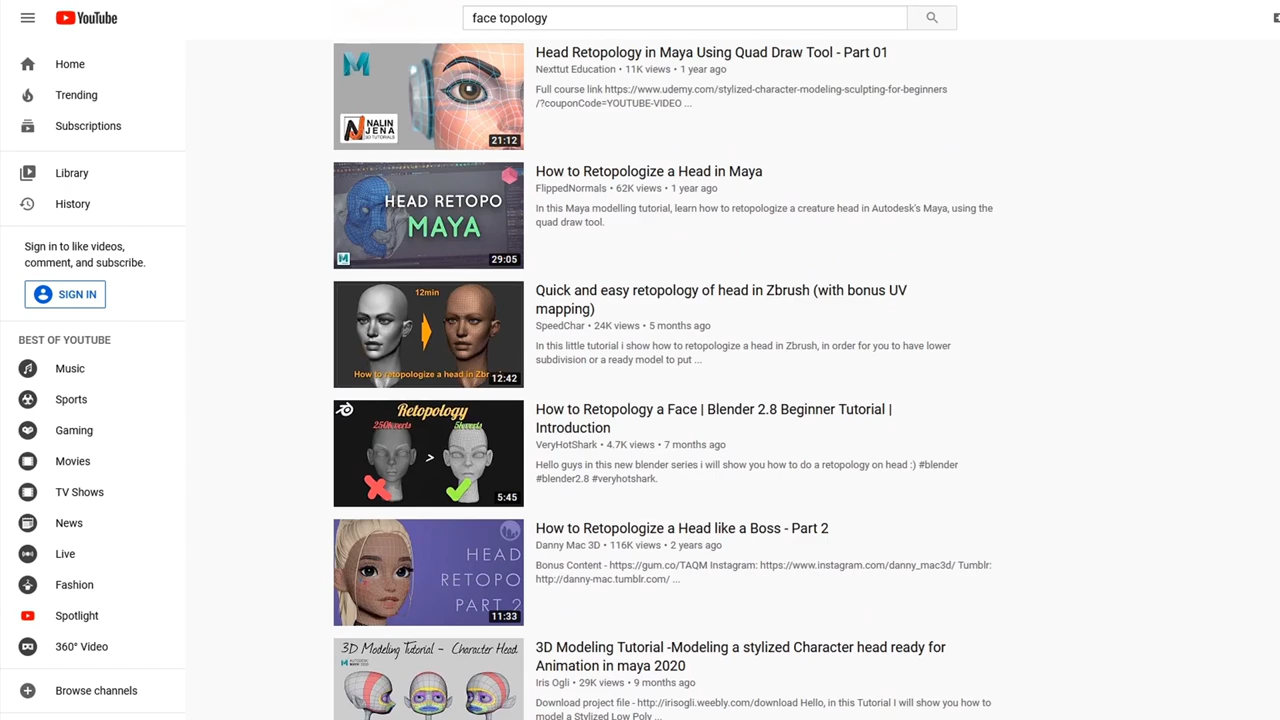 YouTube
face topology
Home
Trending
Subscriptions
Library
History
Sign in to like videos,
comment, and subscribe.
SIGN IN
BEST OF YOUTUBE
Music
Sports
Gaming
Movies
TV Shows
News
Live
Fashion
Spotlight
360° Video
Browse channels
NALIN
JENA
3D TUTORIALS
21:12
Head Retopology in Maya Using Quad Draw Tool - Part 01
Nexttut Education • 11K views • 1 year ago
Full course link https://www.udemy.com/stylized-character-modeling-sculpting-for-beginners
/?couponCode=YOUTUBE-VIDEO ...
HEAD RETOPO
MAYA
29:05
How to Retopologize a Head in Maya
FlippedNormals • 62K views • 1 year ago
In this Maya modelling tutorial, learn how to retopologize a creature head in Autodesk's Maya, using the
quad draw tool.
12min
How to retopologize a head in Zbr
12:42
Quick and easy retopology of head in Zbrush (with bonus UV
mapping)
SpeedChar • 24K views • 5 months ago
In this little tutorial i show how to retopologize a head in Zbrush, in order for you to have lower
subdivision or a ready model to put ...
Retopology
250K verts
5k verts
>
5:45
How to Retopology a Face | Blender 2.8 Beginner Tutorial |
Introduction
VeryHotShark • 4.7K views • 7 months ago
Hello guys in this new blender series i will show you how to do a retopology on head :) #blender
#blender2.8 #veryhotshark.
HEAD
RETOPO
PART 2
11:33
How to Retopologize a Head like a Boss - Part 2
Danny Mac 3D • 116K views • 2 years ago
Bonus Content - https://gum.co/TAQM Instagram: https://www.instagram.com/danny_mac3d/ Tumblr:
http://danny-mac.tumblr.com/ ...
3D Modeling Tutorial - Character Head
3D Modeling Tutorial -Modeling a stylized Character head ready for
Animation in maya 2020
Iris Ogli • 29K views • 9 months ago
Download project file - http://irisogli.weebly.com/download Hello, in this Tutorial I will show you how to
model a Stylized Low Poly ...